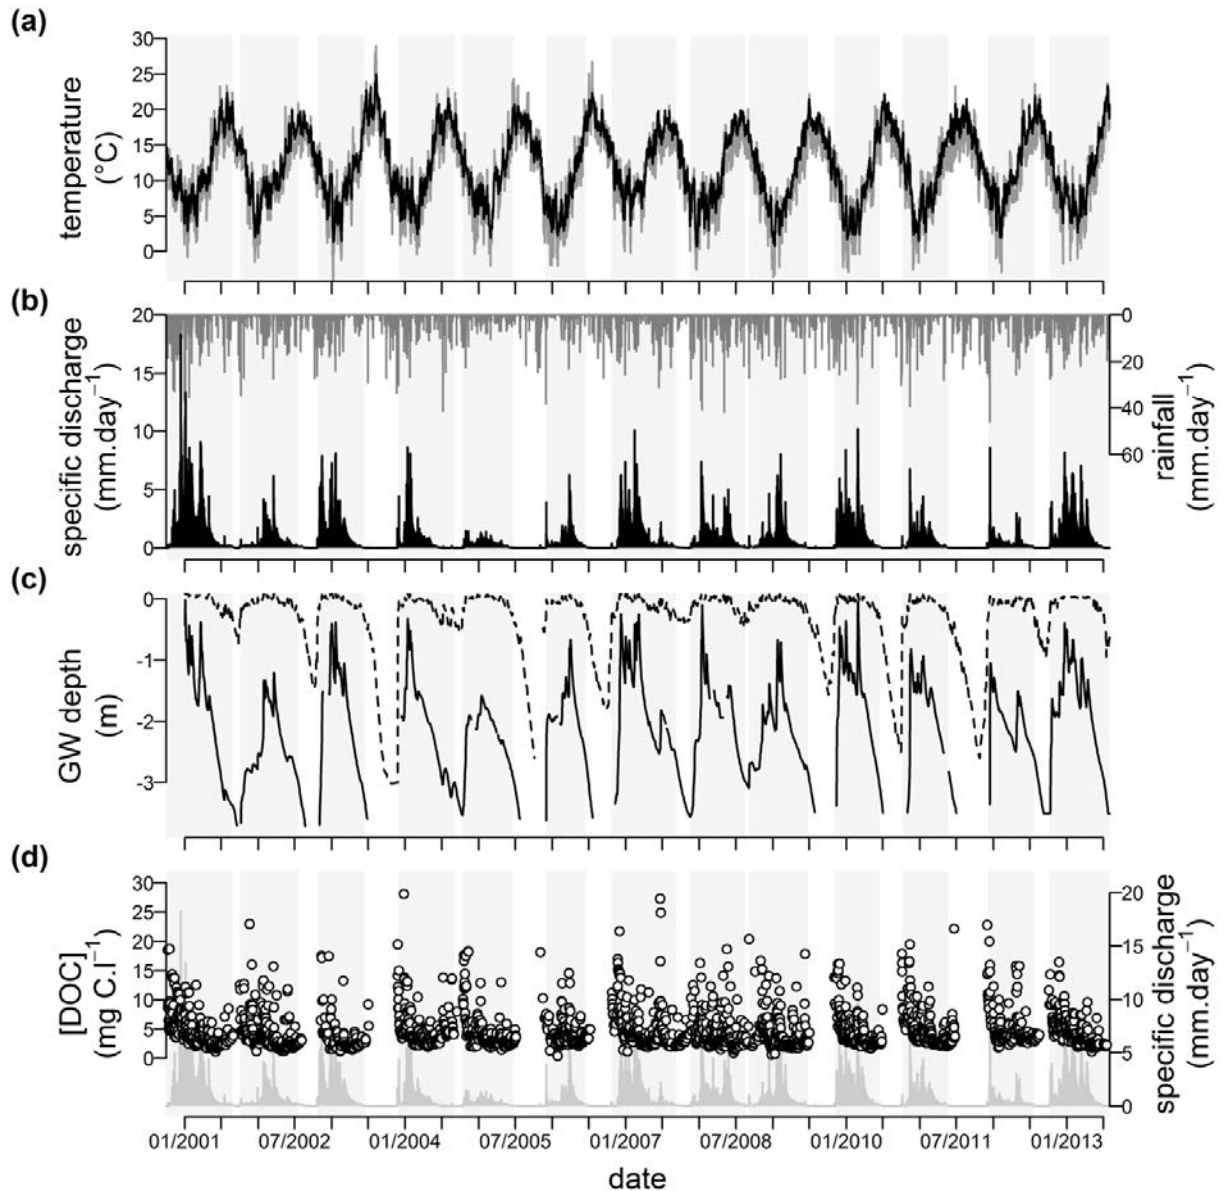 (a)
30
25
20
15
10
5
0
temperature
(°C)
(b)
20
15
10
5
0
specific discharge
(mm.day⁻¹)
0
20
40
60
rainfall
(mm.day⁻¹)
(c)
0
-1
-2
-3
GW depth
(m)
(d)
30
25
20
15
10
5
0
[DOC]
(mg C.l⁻¹)
20
15
10
5
0
specific discharge
(mm.day⁻¹)
01/2001 07/2002 01/2004 07/2005 01/2007 07/2008 01/2010 07/2011 01/2013
date